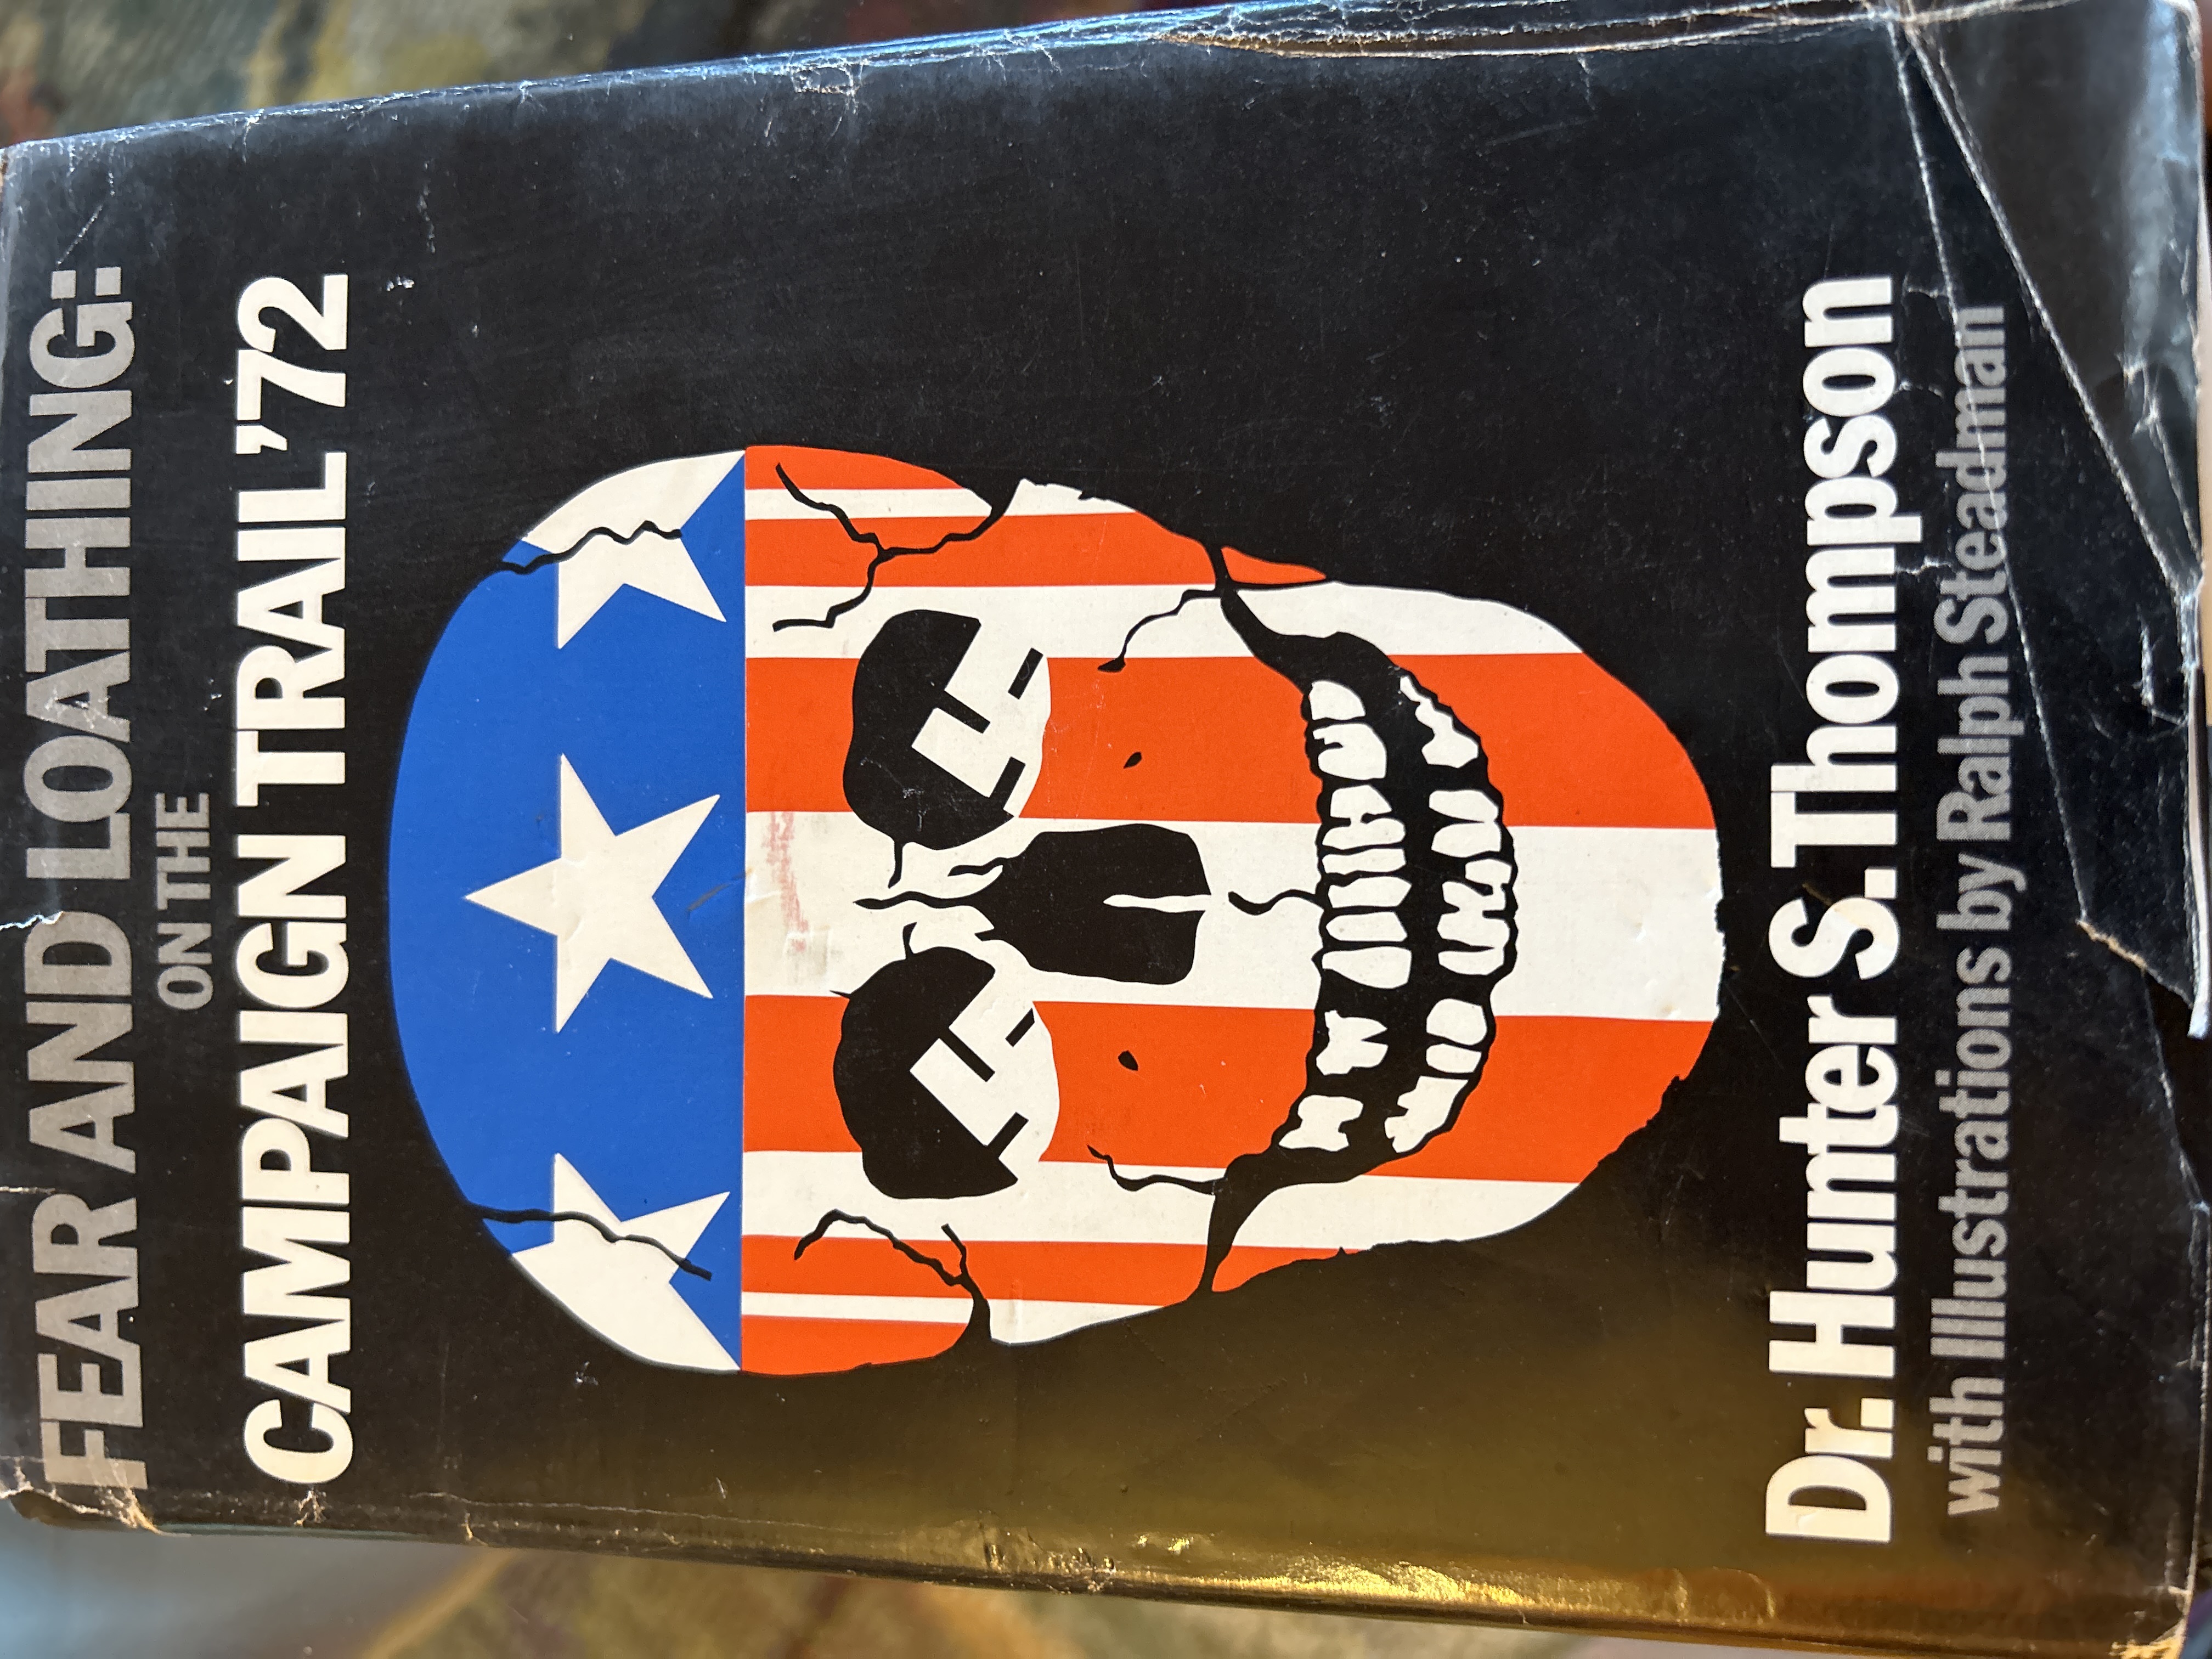 FEAR AND LOATHING:
ON THE
CAMPAIGN TRAIL '72
Dr. Hunter S. Thompson
with Illustrations by Ralph Steadman